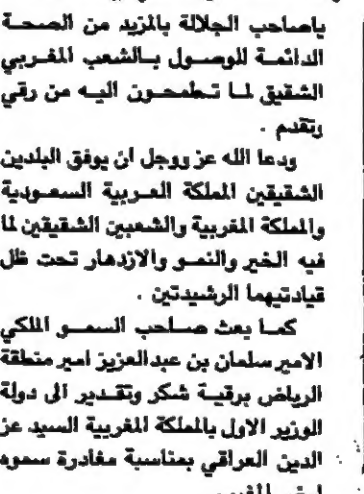 ياصاحب الجلالة بالمزيد من الصحة
الدائمة للوصول بالشعب المغربي
الشقيق لما تطمحون اليه من رقي
وتقدم .
ودعا الله عز ووجل ان يوفق البلدين
الشقيقين المملكة العربية السعودية
والمملكة المغربية والشعبين الشقيقين لما
فيه الخير والنمو والازدهار تحت ظل
قيادتيهما الرشيدتين .
كما بعث صاحب السمو الملكي
الامير سلمان بن عبدالعزيز امير منطقة
الرياض برقية شكر وتقدير الى دولة
الوزير الاول بالمملكة المغربية السيد عز
الدين العراقي بمناسبة مغادرة سموه